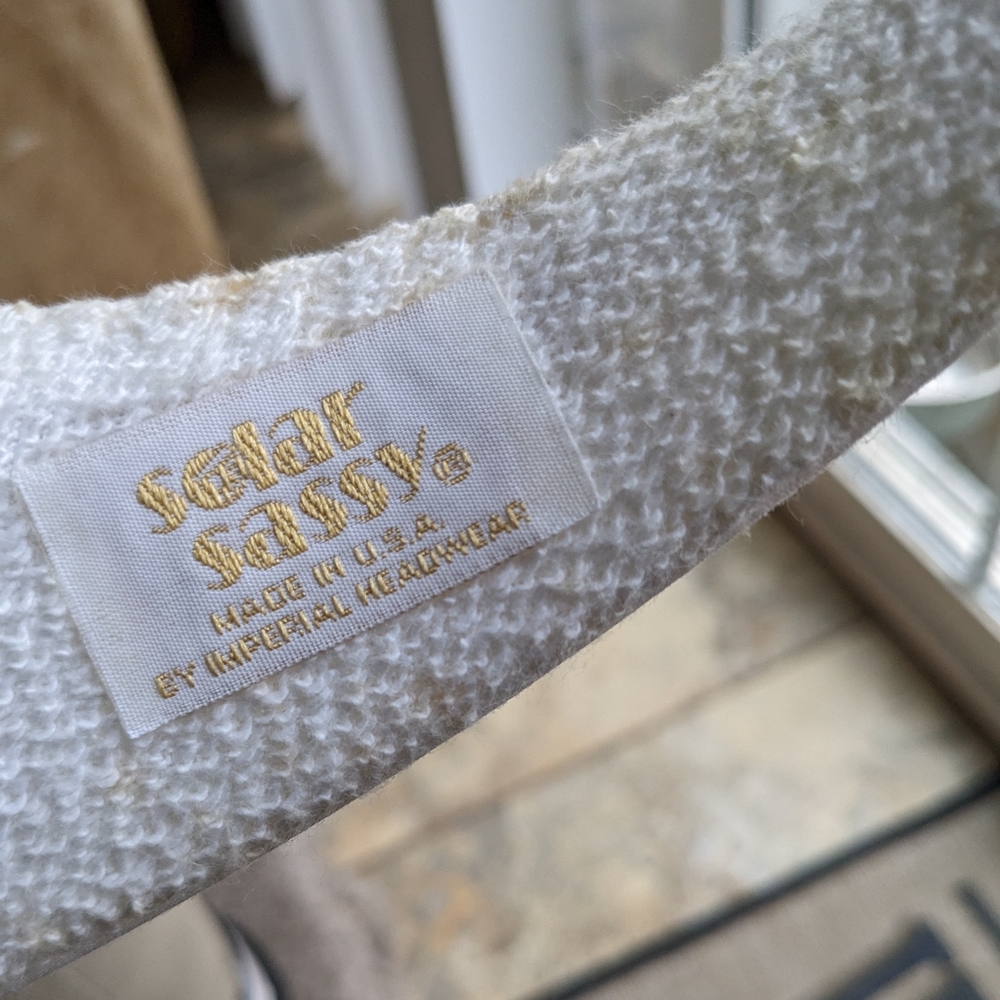 solar
sassy®
MADE IN U.S.A.
BY IMPERIAL HEADWEAR